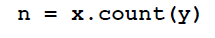 n = x.count(y)